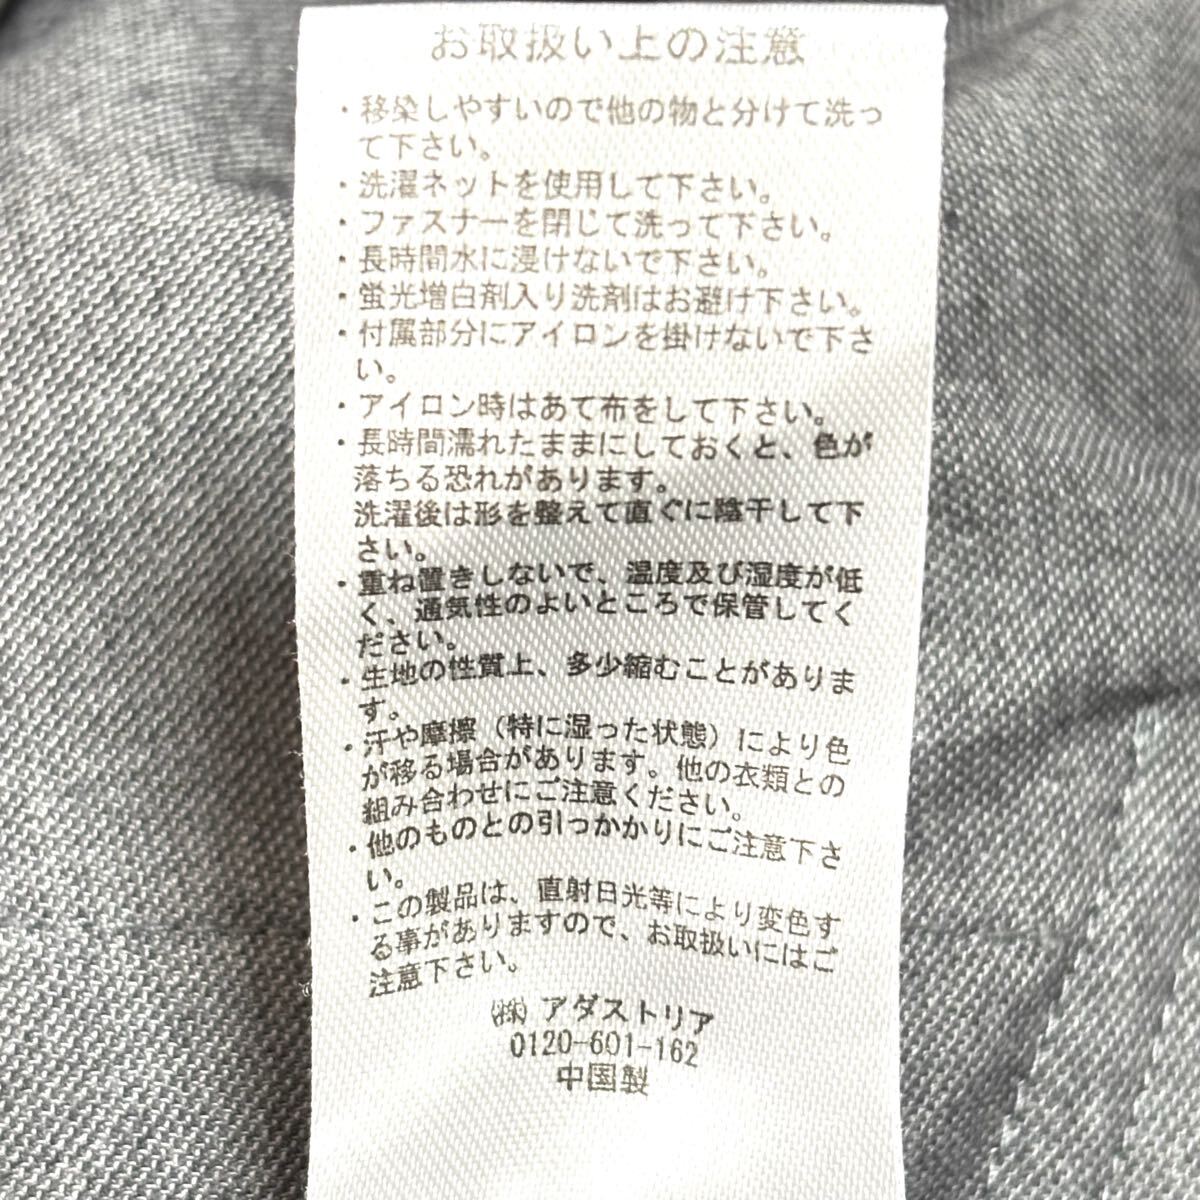 お取扱い上の注意
・移染しやすいので他の物と分けて洗っ
て下さい。
・洗濯ネットを使用して下さい。
・ファスナーを閉じて洗って下さい。
・長時間水に浸けないで下さい。
・蛍光増白剤入り洗剤はお避け下さい。
・付属部分にアイロンを掛けないで下さ
い。
・アイロン時はあて布をして下さい。
・長時間濡れたままにしておくと、色が
落ちる恐れがあります。
洗濯後は形を整えて直ぐに陰干して下
さい。
・重ね置きしないで、温度及び湿度が低
く、通気性のよいところで保管してく
ださい。
・生地の性質上、多少縮むことがありま
す。
・汗や摩擦（特に湿った状態）により色
が移る場合があります。他の衣類との
組み合わせにご注意ください。
・他のものとの引っかかりにご注意下さ
い。
・この製品は、直射日光等により変色す
る事がありますので、お取扱いにはご
注意下さい。
㈱アダストリア
0120-601-162
中国製